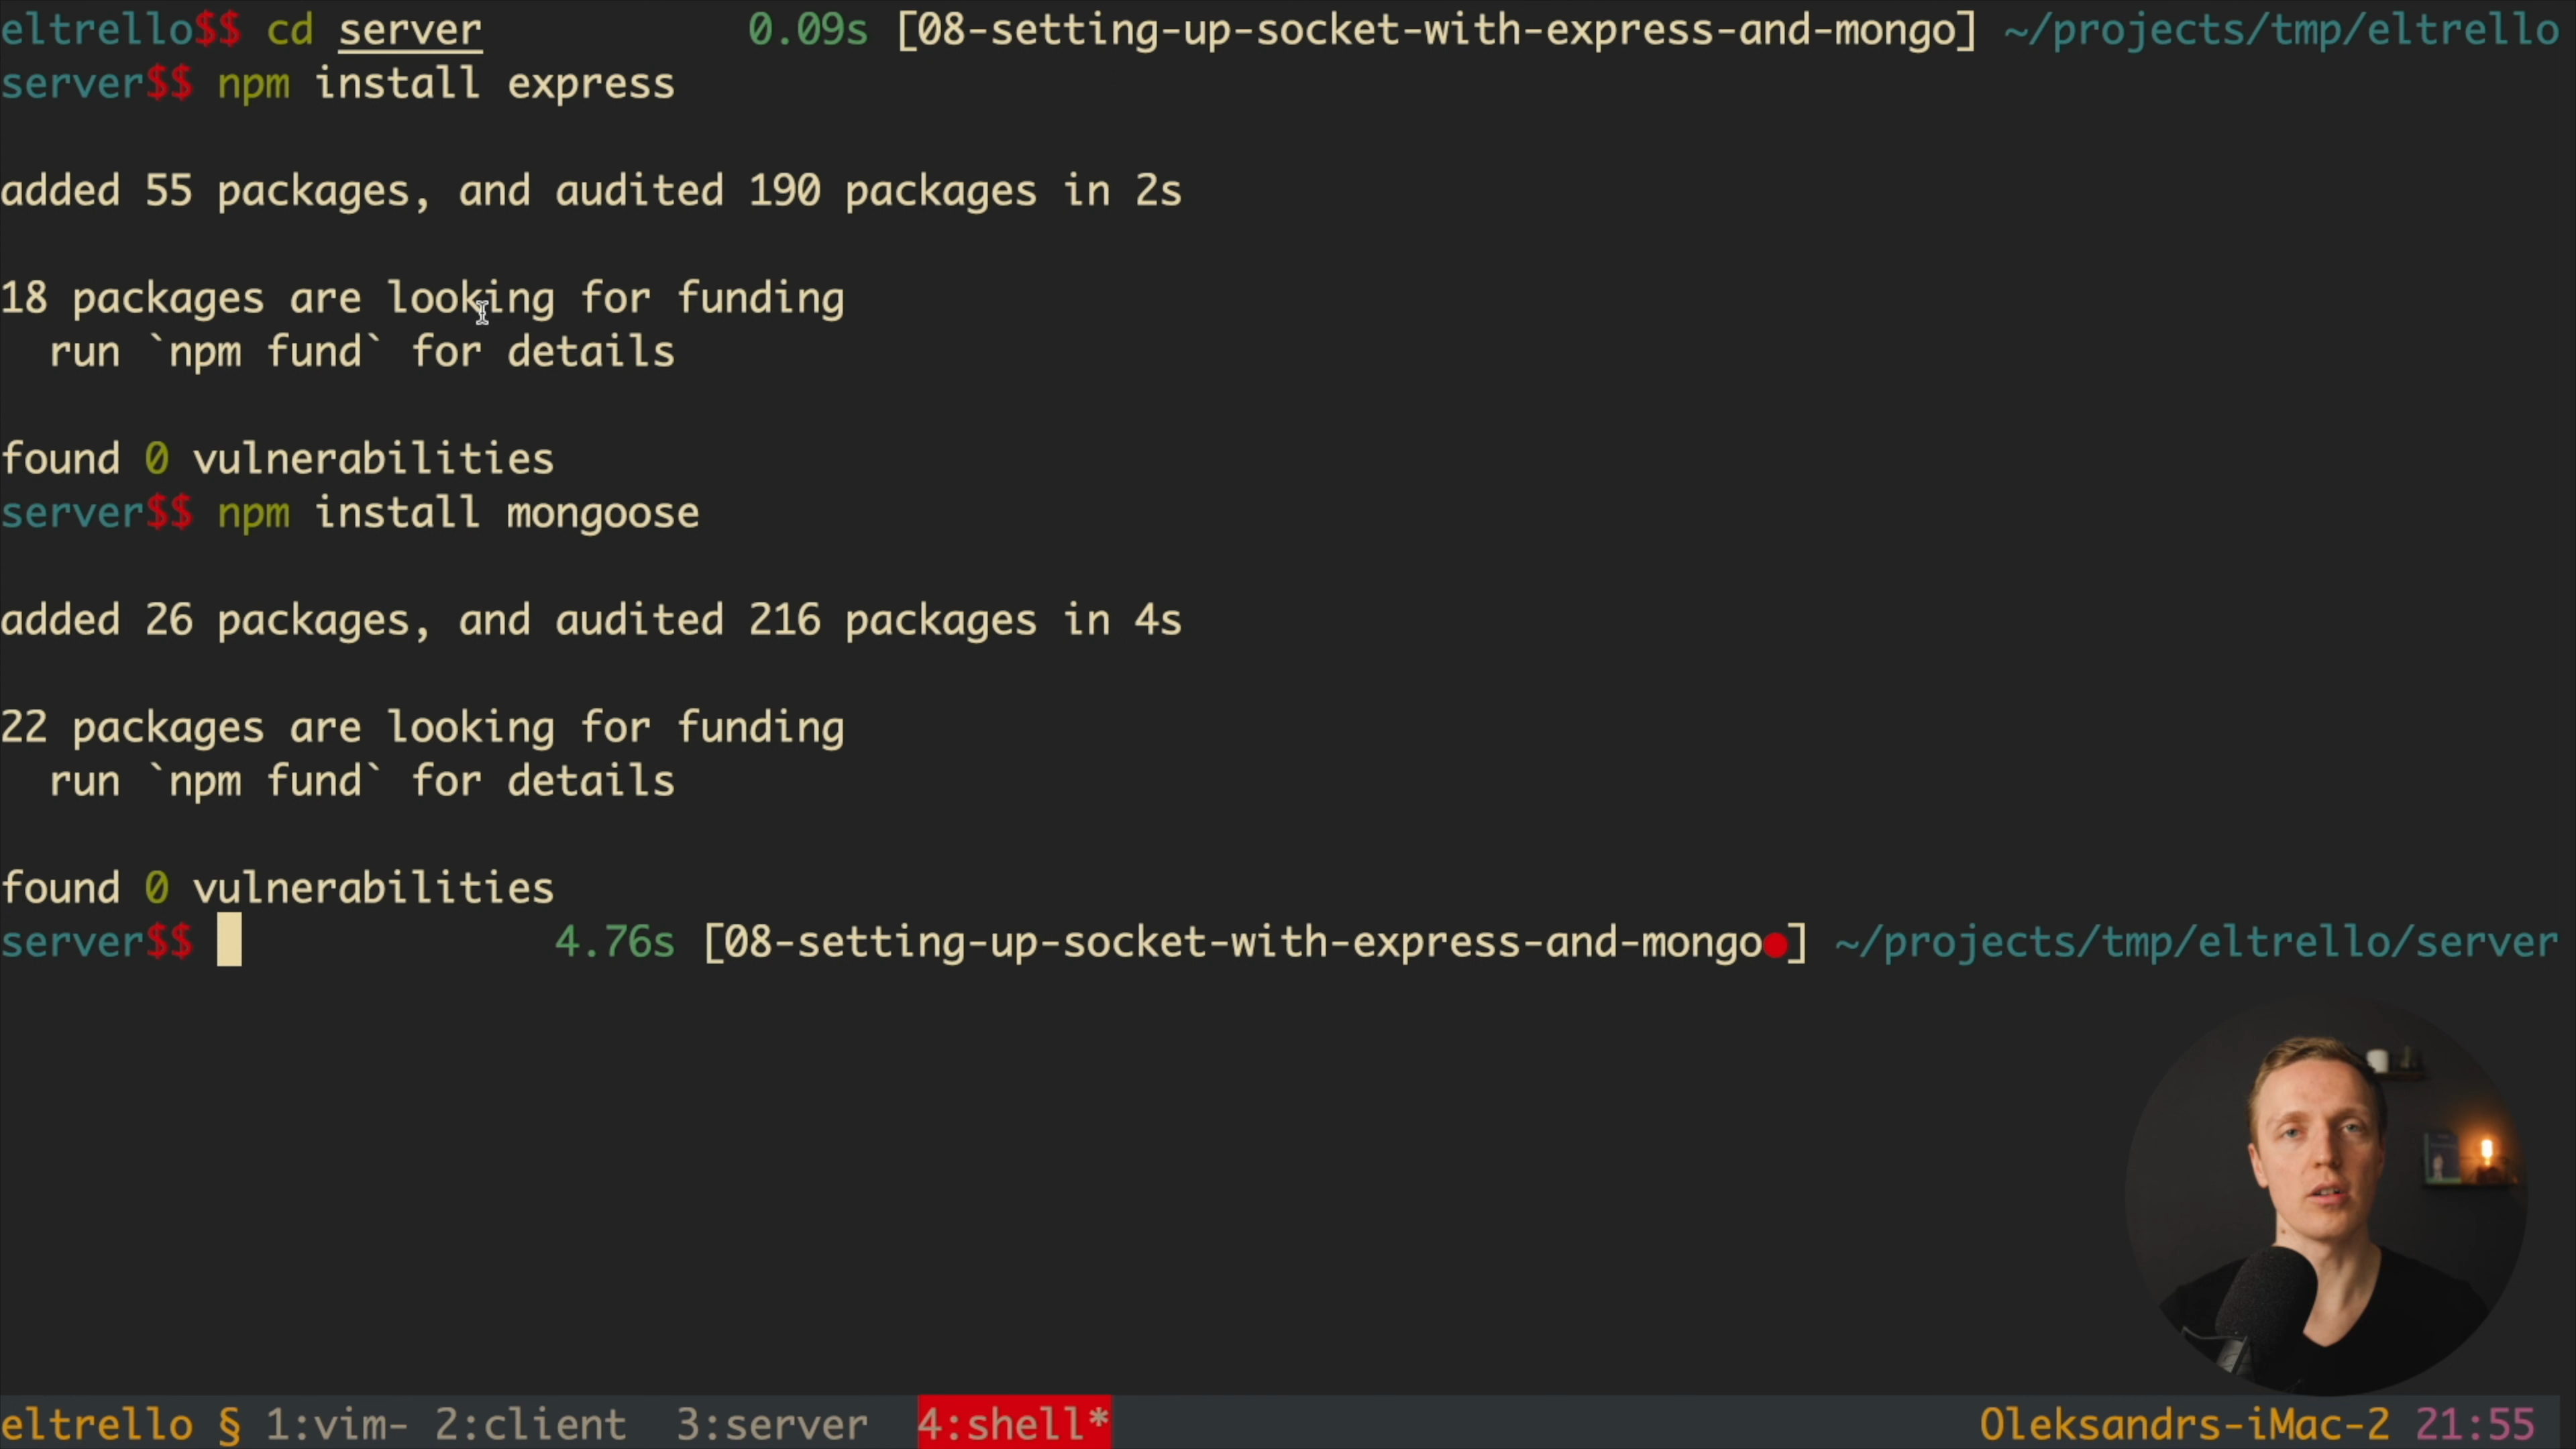 eltrello$$ cd server 0.09s [08-setting-up-socket-with-express-and-mongo] ~/projects/tmp/eltrello
server$$ npm install express
added 55 packages, and audited 190 packages in 2s
18 packages are looking for funding
run `npm fund` for details
found 0 vulnerabilities
server$$ npm install mongoose
added 26 packages, and audited 216 packages in 4s
22 packages are looking for funding
run `npm fund` for details
found 0 vulnerabilities
server$$ 4.76s [08-setting-up-socket-with-express-and-mongo●] ~/projects/tmp/eltrello/server
eltrello § 1:vim- 2:client 3:server 4:shell* Oleksandrs-iMac-2 21:55